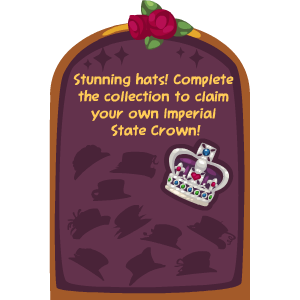 Stunning hats! Complete
the collection to claim
your own Imperial
State Crown!